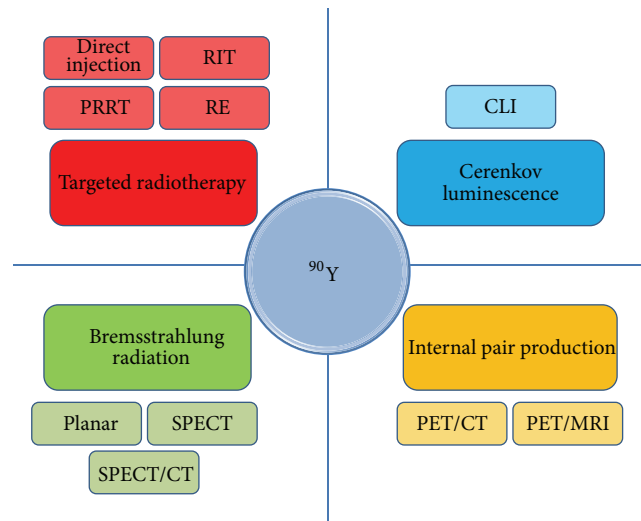 Direct
injection
RIT
PRRT
RE
Targeted radiotherapy
CLI
Cerenkov
luminescence
⁹⁰Y
Bremsstrahlung
radiation
Planar
SPECT
SPECT/CT
Internal pair production
PET/CT
PET/MRI